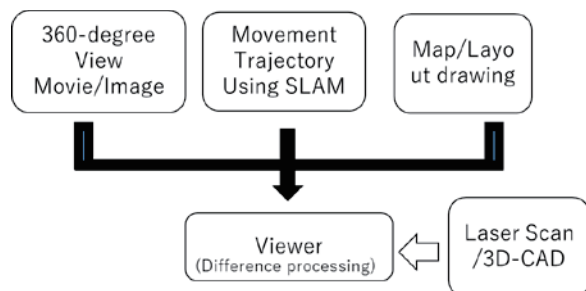 360-degree
View
Movie/Image
Movement
Trajectory
Using SLAM
Map/Layo
ut drawing
Viewer
(Difference processing)
Laser Scan
/3D-CAD